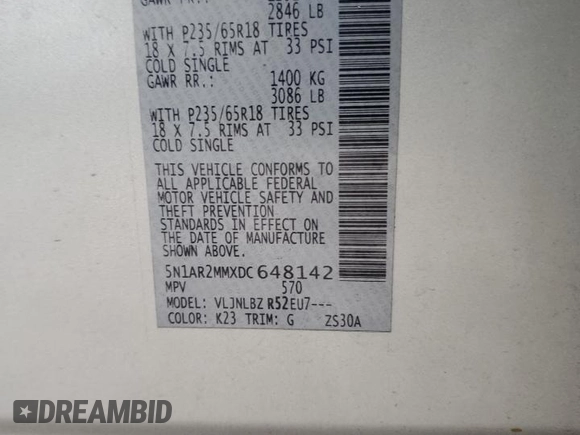 GAWR FR.:
2846 LB
WITH P235/65R18 TIRES
18 X 7.5 RIMS AT 33 PSI
COLD SINGLE
GAWR RR.: 1400 KG
3086 LB
WITH P235/65R18 TIRES
18 X 7.5 RIMS AT 33 PSI
COLD SINGLE
THIS VEHICLE CONFORMS TO
ALL APPLICABLE FEDERAL
MOTOR VEHICLE SAFETY AND
THEFT PREVENTION
STANDARDS IN EFFECT ON
THE DATE OF MANUFACTURE
SHOWN ABOVE.
5N1AR2MMXDC648142
MPV 570
MODEL: VLJNLBZ R52EU7---
COLOR: K23 TRIM: G ZS30A
DREAMBID